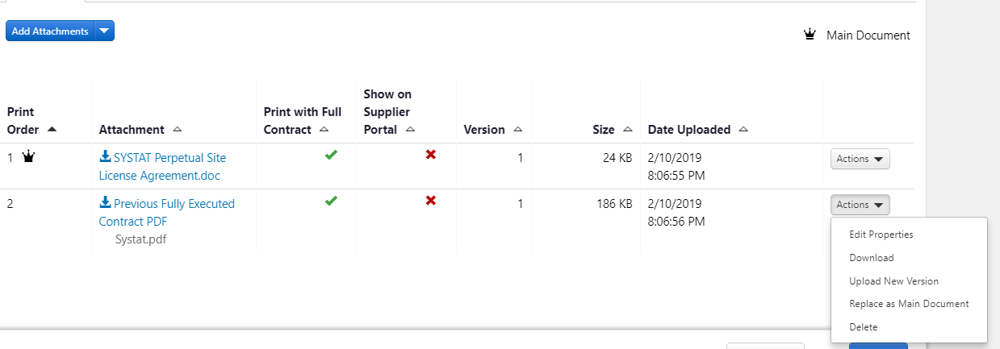 Add Attachments
Main Document
Print Order
Attachment
Print with Full Contract
Show on Supplier Portal
Version
Size
Date Uploaded
1
SYSTAT Perpetual Site
License Agreement.doc
1
24 KB
2/10/2019
8:06:55 PM
Actions
2
Previous Fully Executed
Contract PDF
Systat.pdf
1
186 KB
2/10/2019
8:06:56 PM
Actions
Edit Properties
Download
Upload New Version
Replace as Main Document
Delete